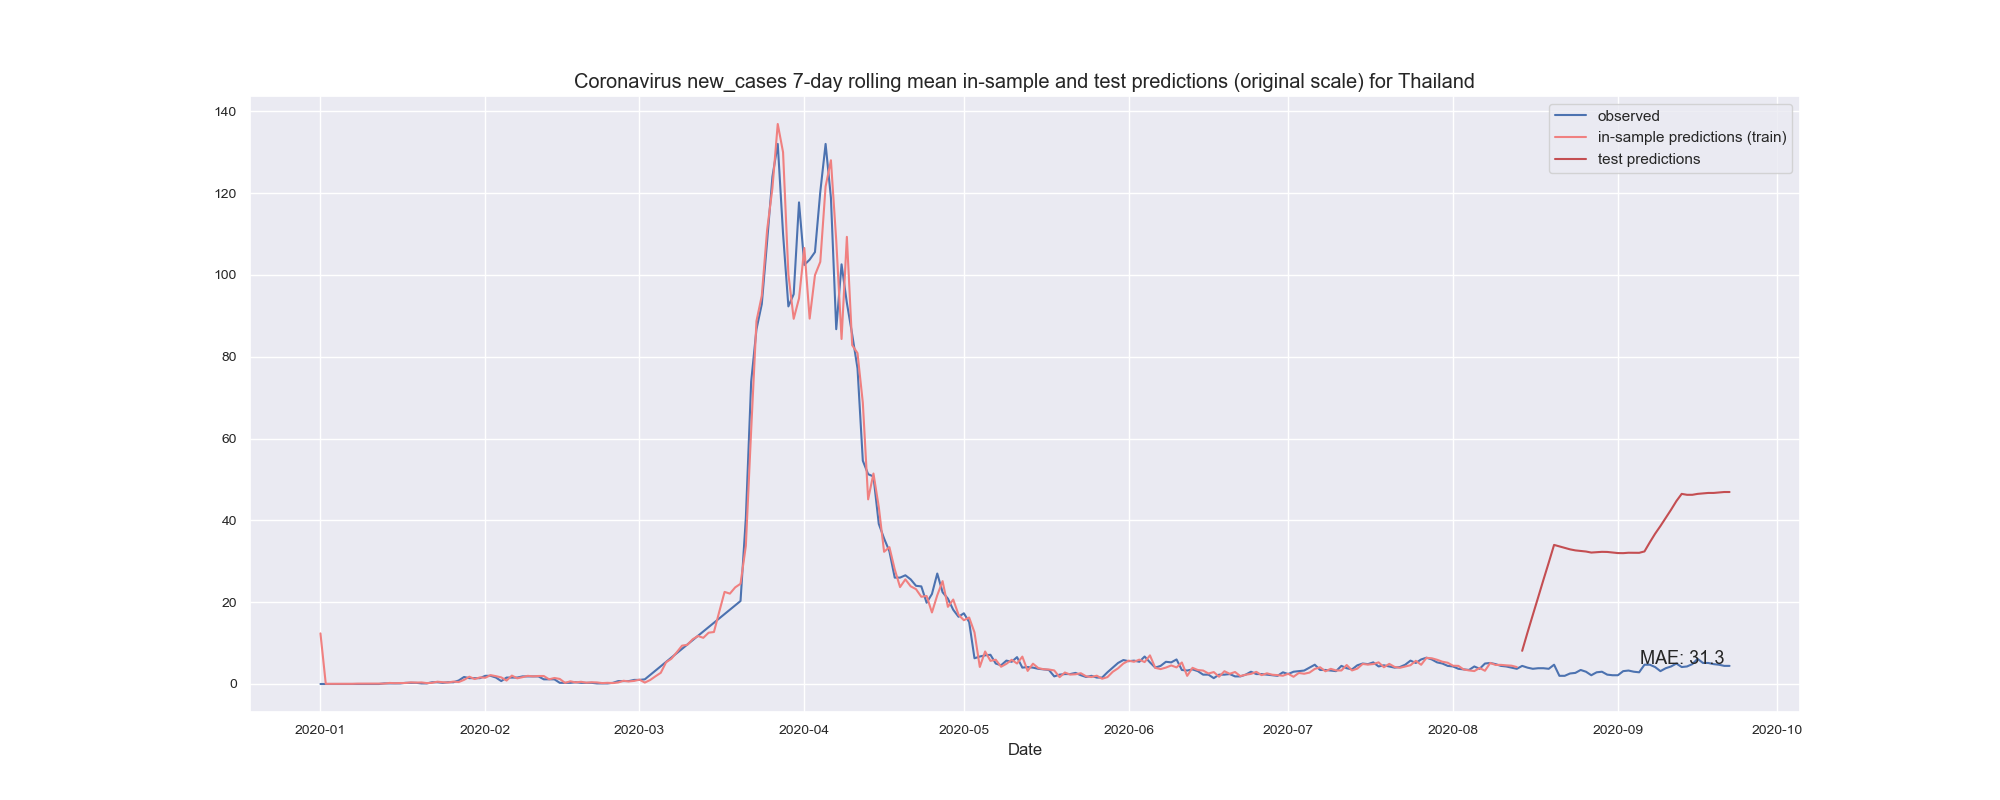 Coronavirus new_cases 7-day rolling mean in-sample and test predictions (original scale) for Thailand
observed
in-sample predictions (train)
test predictions
140
120
100
80
60
40
20
0
MAE: 31.3
2020-01 2020-02 2020-03 2020-04 2020-05 2020-06 2020-07 2020-08 2020-09 2020-10
Date